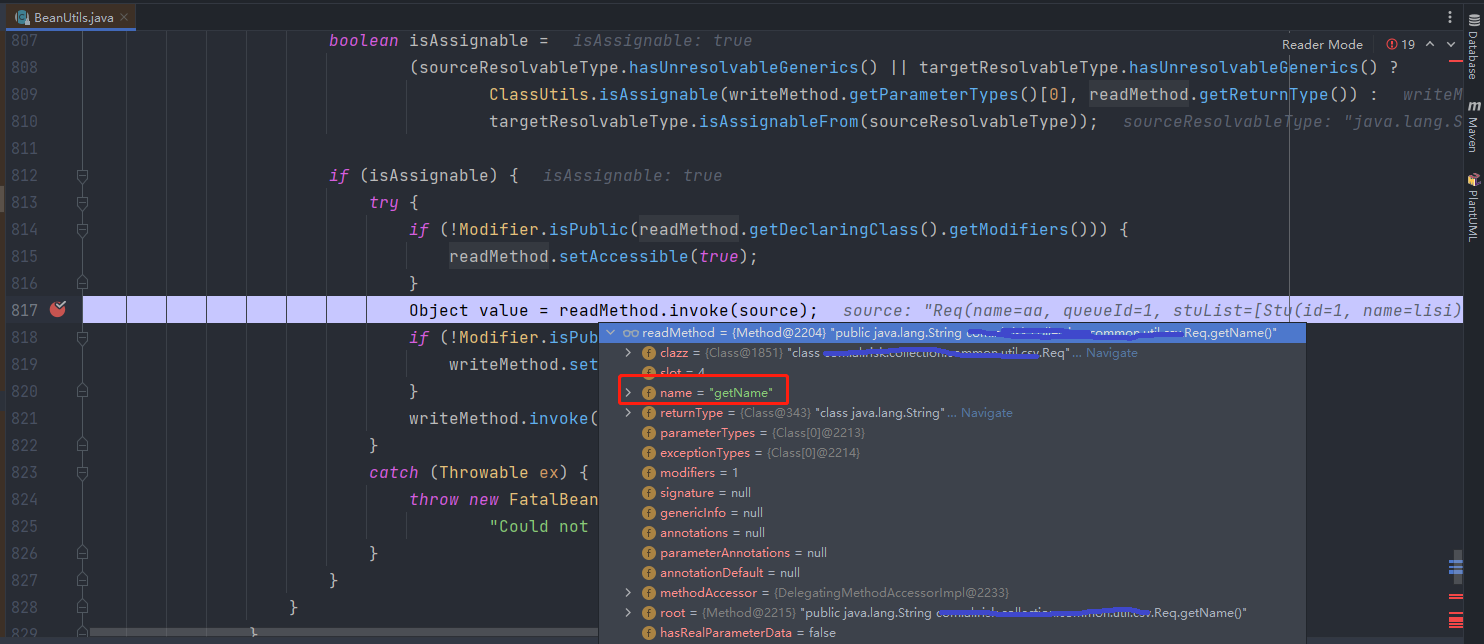 BeanUtils.java
Reader Mode
19
Database
Maven
PlantUML
807 boolean isAssignable = isAssignable: true
808 (sourceResolvableType.hasUnresolvableGenerics() || targetResolvableType.hasUnresolvableGenerics() ?
809 ClassUtils.isAssignable(writeMethod.getParameterTypes()[0], readMethod.getReturnType()) : writeM
810 targetResolvableType.isAssignableFrom(sourceResolvableType)); sourceResolvableType: "java.lang.S
811
812 if (isAssignable) { isAssignable: true
813 try {
814 if (!Modifier.isPublic(readMethod.getDeclaringClass().getModifiers())) {
815 readMethod.setAccessible(true);
816 }
817 Object value = readMethod.invoke(source); source: "Req(name=aa, queueId=1, stuList=[Stu(id=1, name=lisi)
818 if (!Modifier.isPub
819 writeMethod.set
820 }
821 writeMethod.invoke(
822 }
823 catch (Throwable ex) {
824 throw new FatalBean
825 "Could not
826 }
827 }
828 }
829 }
readMethod = {Method@2204} "public java.lang.String Req.getName()"
clazz = {Class@1851} "class .Req"... Navigate
slot = 4
name = "getName"
returnType = {Class@343} "class java.lang.String"... Navigate
parameterTypes = {Class[0]@2213}
exceptionTypes = {Class[0]@2214}
modifiers = 1
signature = null
genericInfo = null
annotations = null
parameterAnnotations = null
annotationDefault = null
methodAccessor = {DelegatingMethodAccessorImpl@2233}
root = {Method@2215} "public java.lang.String .Req.getName()"
hasRealParameterData = false